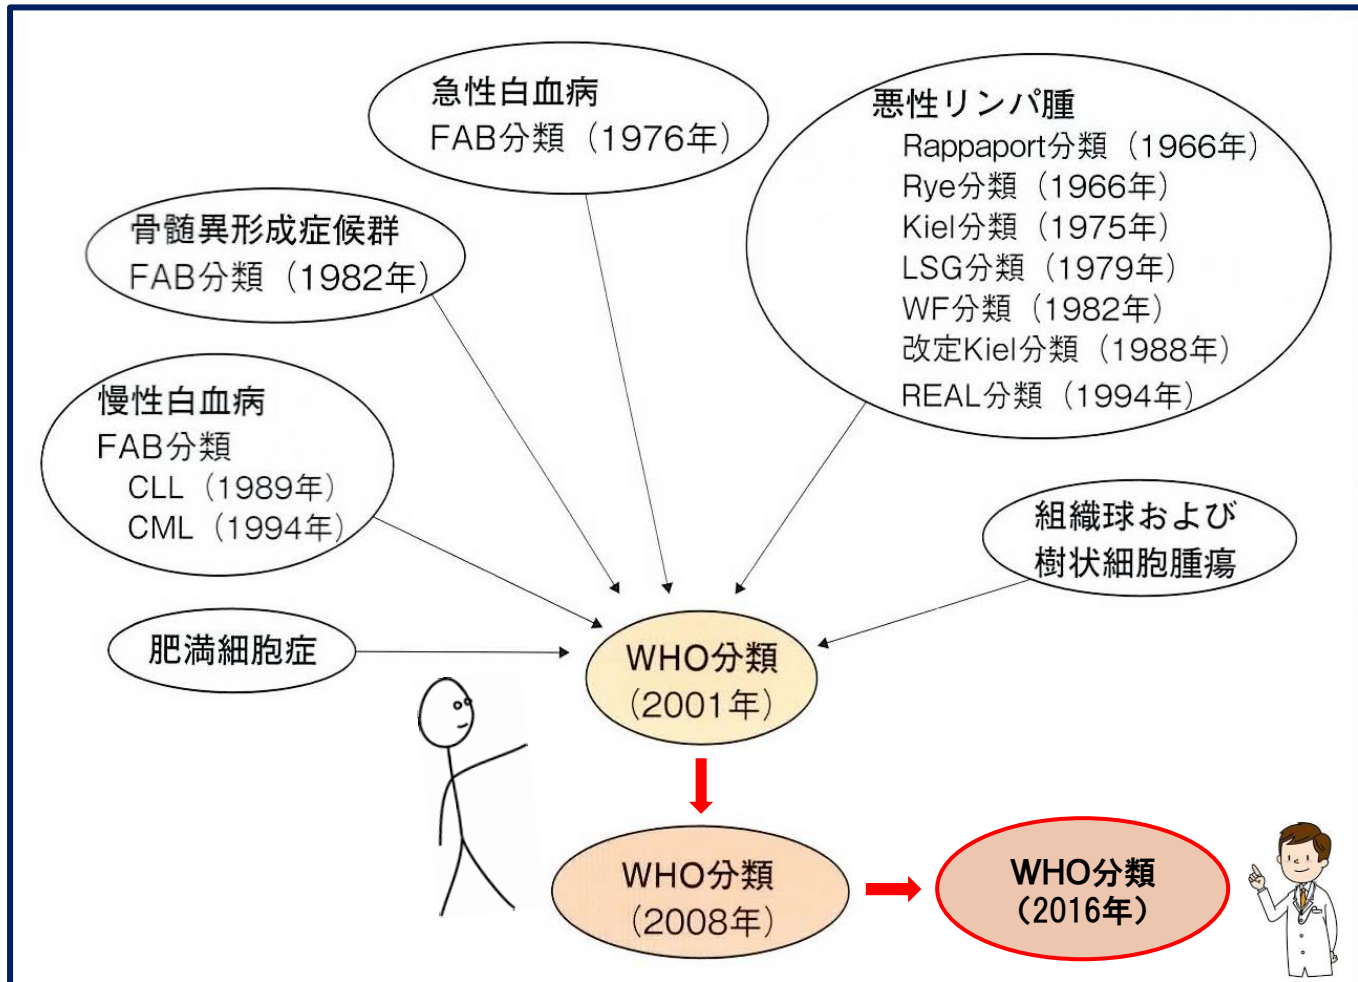 急性白血病
FAB分類（1976年）
悪性リンパ腫
Rappaport分類（1966年）
Rye分類（1966年）
Kiel分類（1975年）
LSG分類（1979年）
WF分類（1982年）
改定Kiel分類（1988年）
REAL分類（1994年）
骨髄異形成症候群
FAB分類（1982年）
慢性白血病
FAB分類
CLL（1989年）
CML（1994年）
組織球および
樹状細胞腫瘍
肥満細胞症
WHO分類
（2001年）
WHO分類
（2008年）
WHO分類
（2016年）